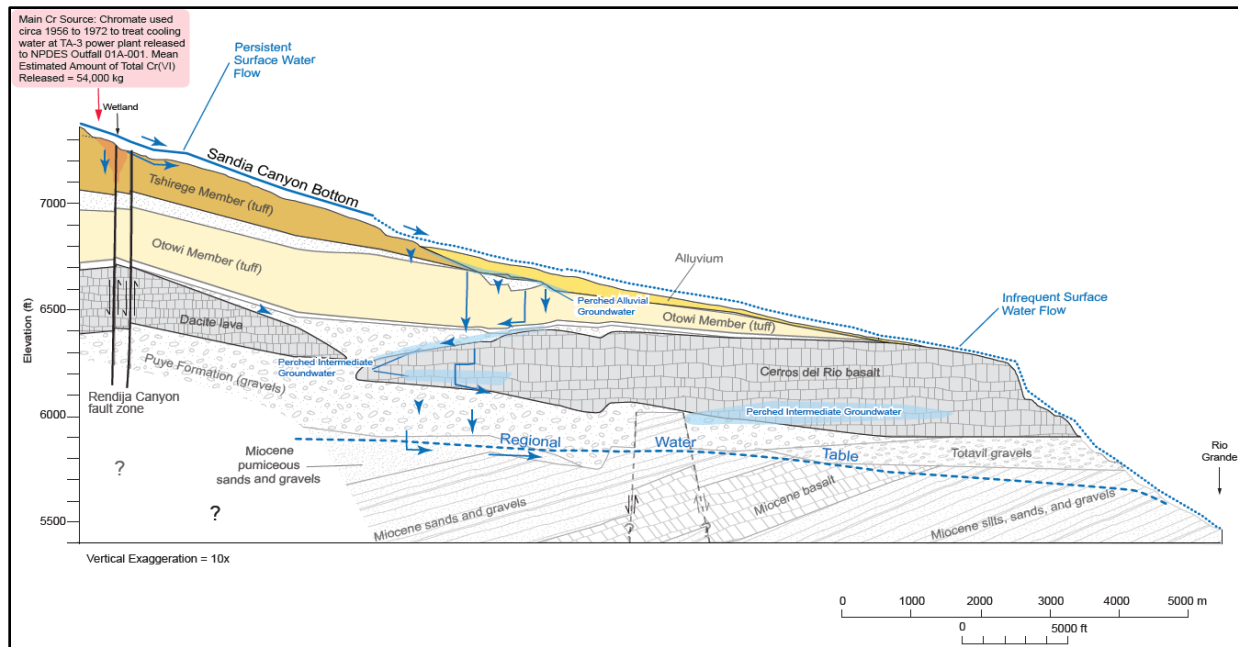 Main Cr Source: Chromate used
circa 1956 to 1972 to treat cooling
water at TA-3 power plant released
to NPDES Outfall 01A-001. Mean
Estimated Amount of Total Cr(VI)
Released = 54,000 kg
Persistent
Surface Water
Flow
Wetland
Sandia Canyon Bottom
Tshirege Member (tuff)
7000
Otowi Member (tuff)
Alluvium
Perched Alluvial
Groundwater
Infrequent Surface
Water Flow
6500
Elevation (ft)
Otowi Member (tuff)
Dacite lava
Perched Intermediate
Groundwater
Cerros del Rio basalt
Puye Formation (gravels)
Rendija Canyon
fault zone
6000
Perched Intermediate Groundwater
Regional
Water
Table
Totavil gravels
Rio
Grande
?
Miocene
pumiceous
sands and gravels
?
Miocene sands and gravels
Miocene basalt
Miocene silts, sands, and gravels
5500
?
?
Vertical Exaggeration = 10x
0 1000 2000 3000 4000 5000 m
0 5000 ft